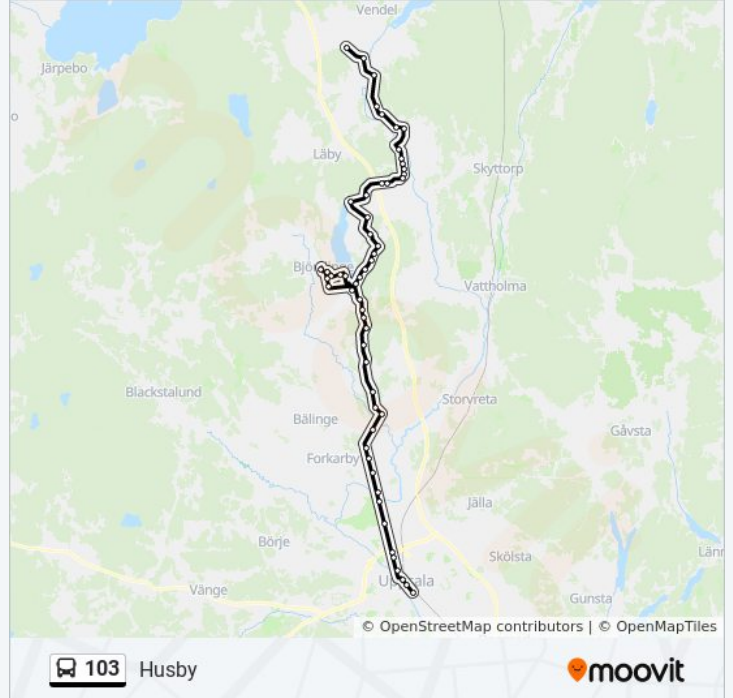 Vendel
Järpebo
o
Läby
Skyttorp
Vattholma
Blackstalund
Storvreta
Bälinge
Gåvsta
Forkarby
Jälla
Börje
Skölsta
Länn
Vänge
Gunsta
© OpenStreetMap contributors | © OpenMapTiles
103 Husby
moovit